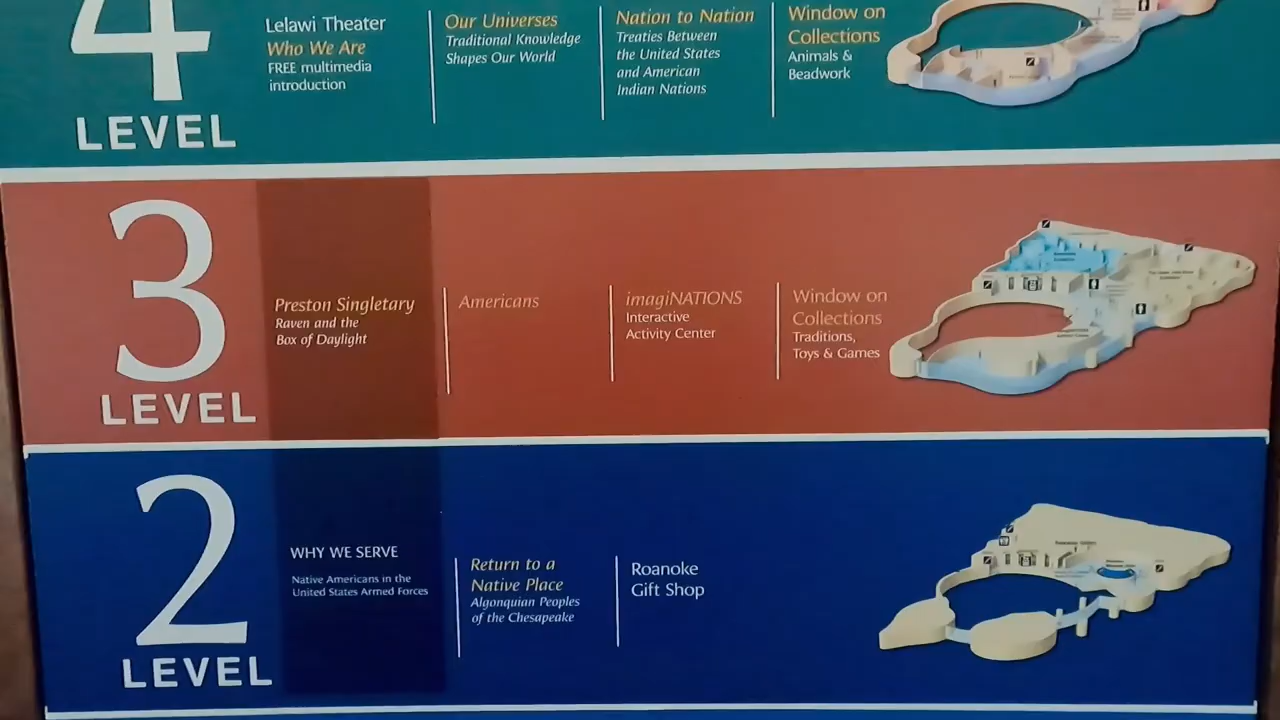 4
LEVEL
Lelawi Theater
Who We Are
FREE multimedia
introduction
Our Universes
Traditional Knowledge
Shapes Our World
Nation to Nation
Treaties Between
the United States
and American
Indian Nations
Window on
Collections
Animals &
Beadwork
3
LEVEL
Preston Singletary
Raven and the
Box of Daylight
Americans
imagiNATIONS
Interactive
Activity Center
Window on
Collections
Traditions,
Toys & Games
2
LEVEL
WHY WE SERVE
Native Americans in the
United States Armed Forces
Return to a
Native Place
Algonquian Peoples
of the Chesapeake
Roanoke
Gift Shop